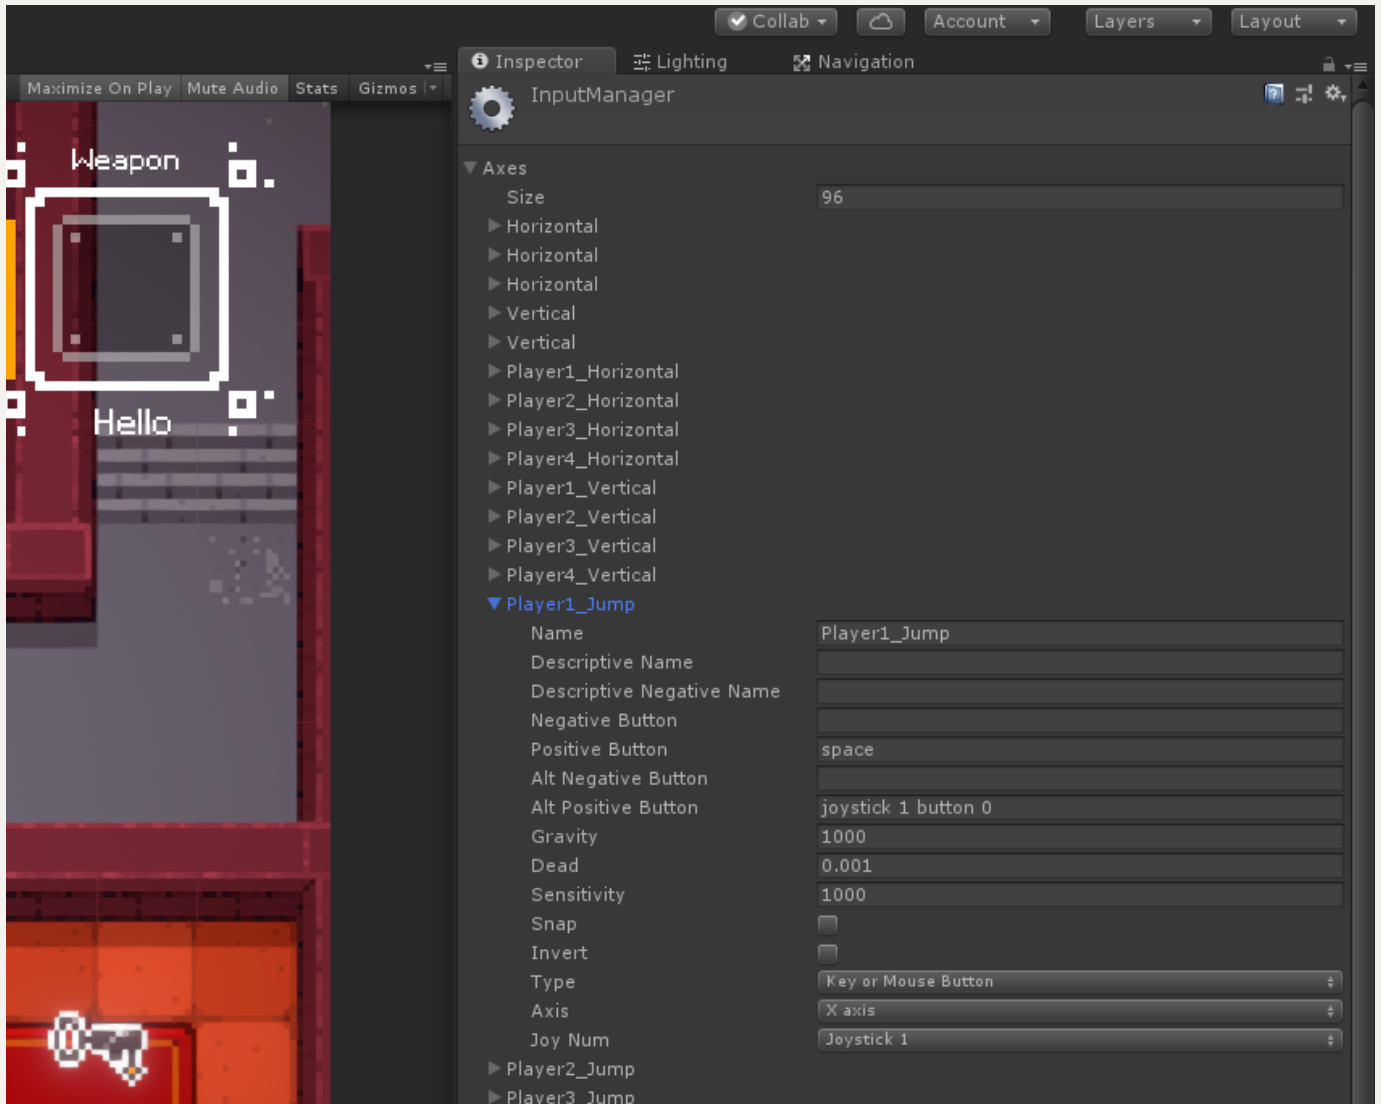 Collab Account Layers Layout
Inspector Lighting Navigation
Maximize On Play Mute Audio Stats Gizmos
InputManager
Weapon
Hello
Axes
Size 96
Horizontal
Horizontal
Horizontal
Vertical
Vertical
Player1_Horizontal
Player2_Horizontal
Player3_Horizontal
Player4_Horizontal
Player1_Vertical
Player2_Vertical
Player3_Vertical
Player4_Vertical
Player1_Jump
Name Player1_Jump
Descriptive Name
Descriptive Negative Name
Negative Button
Positive Button space
Alt Negative Button
Alt Positive Button joystick 1 button 0
Gravity 1000
Dead 0.001
Sensitivity 1000
Snap
Invert
Type Key or Mouse Button
Axis X axis
Joy Num Joystick 1
Player2_Jump
Player3_Jump